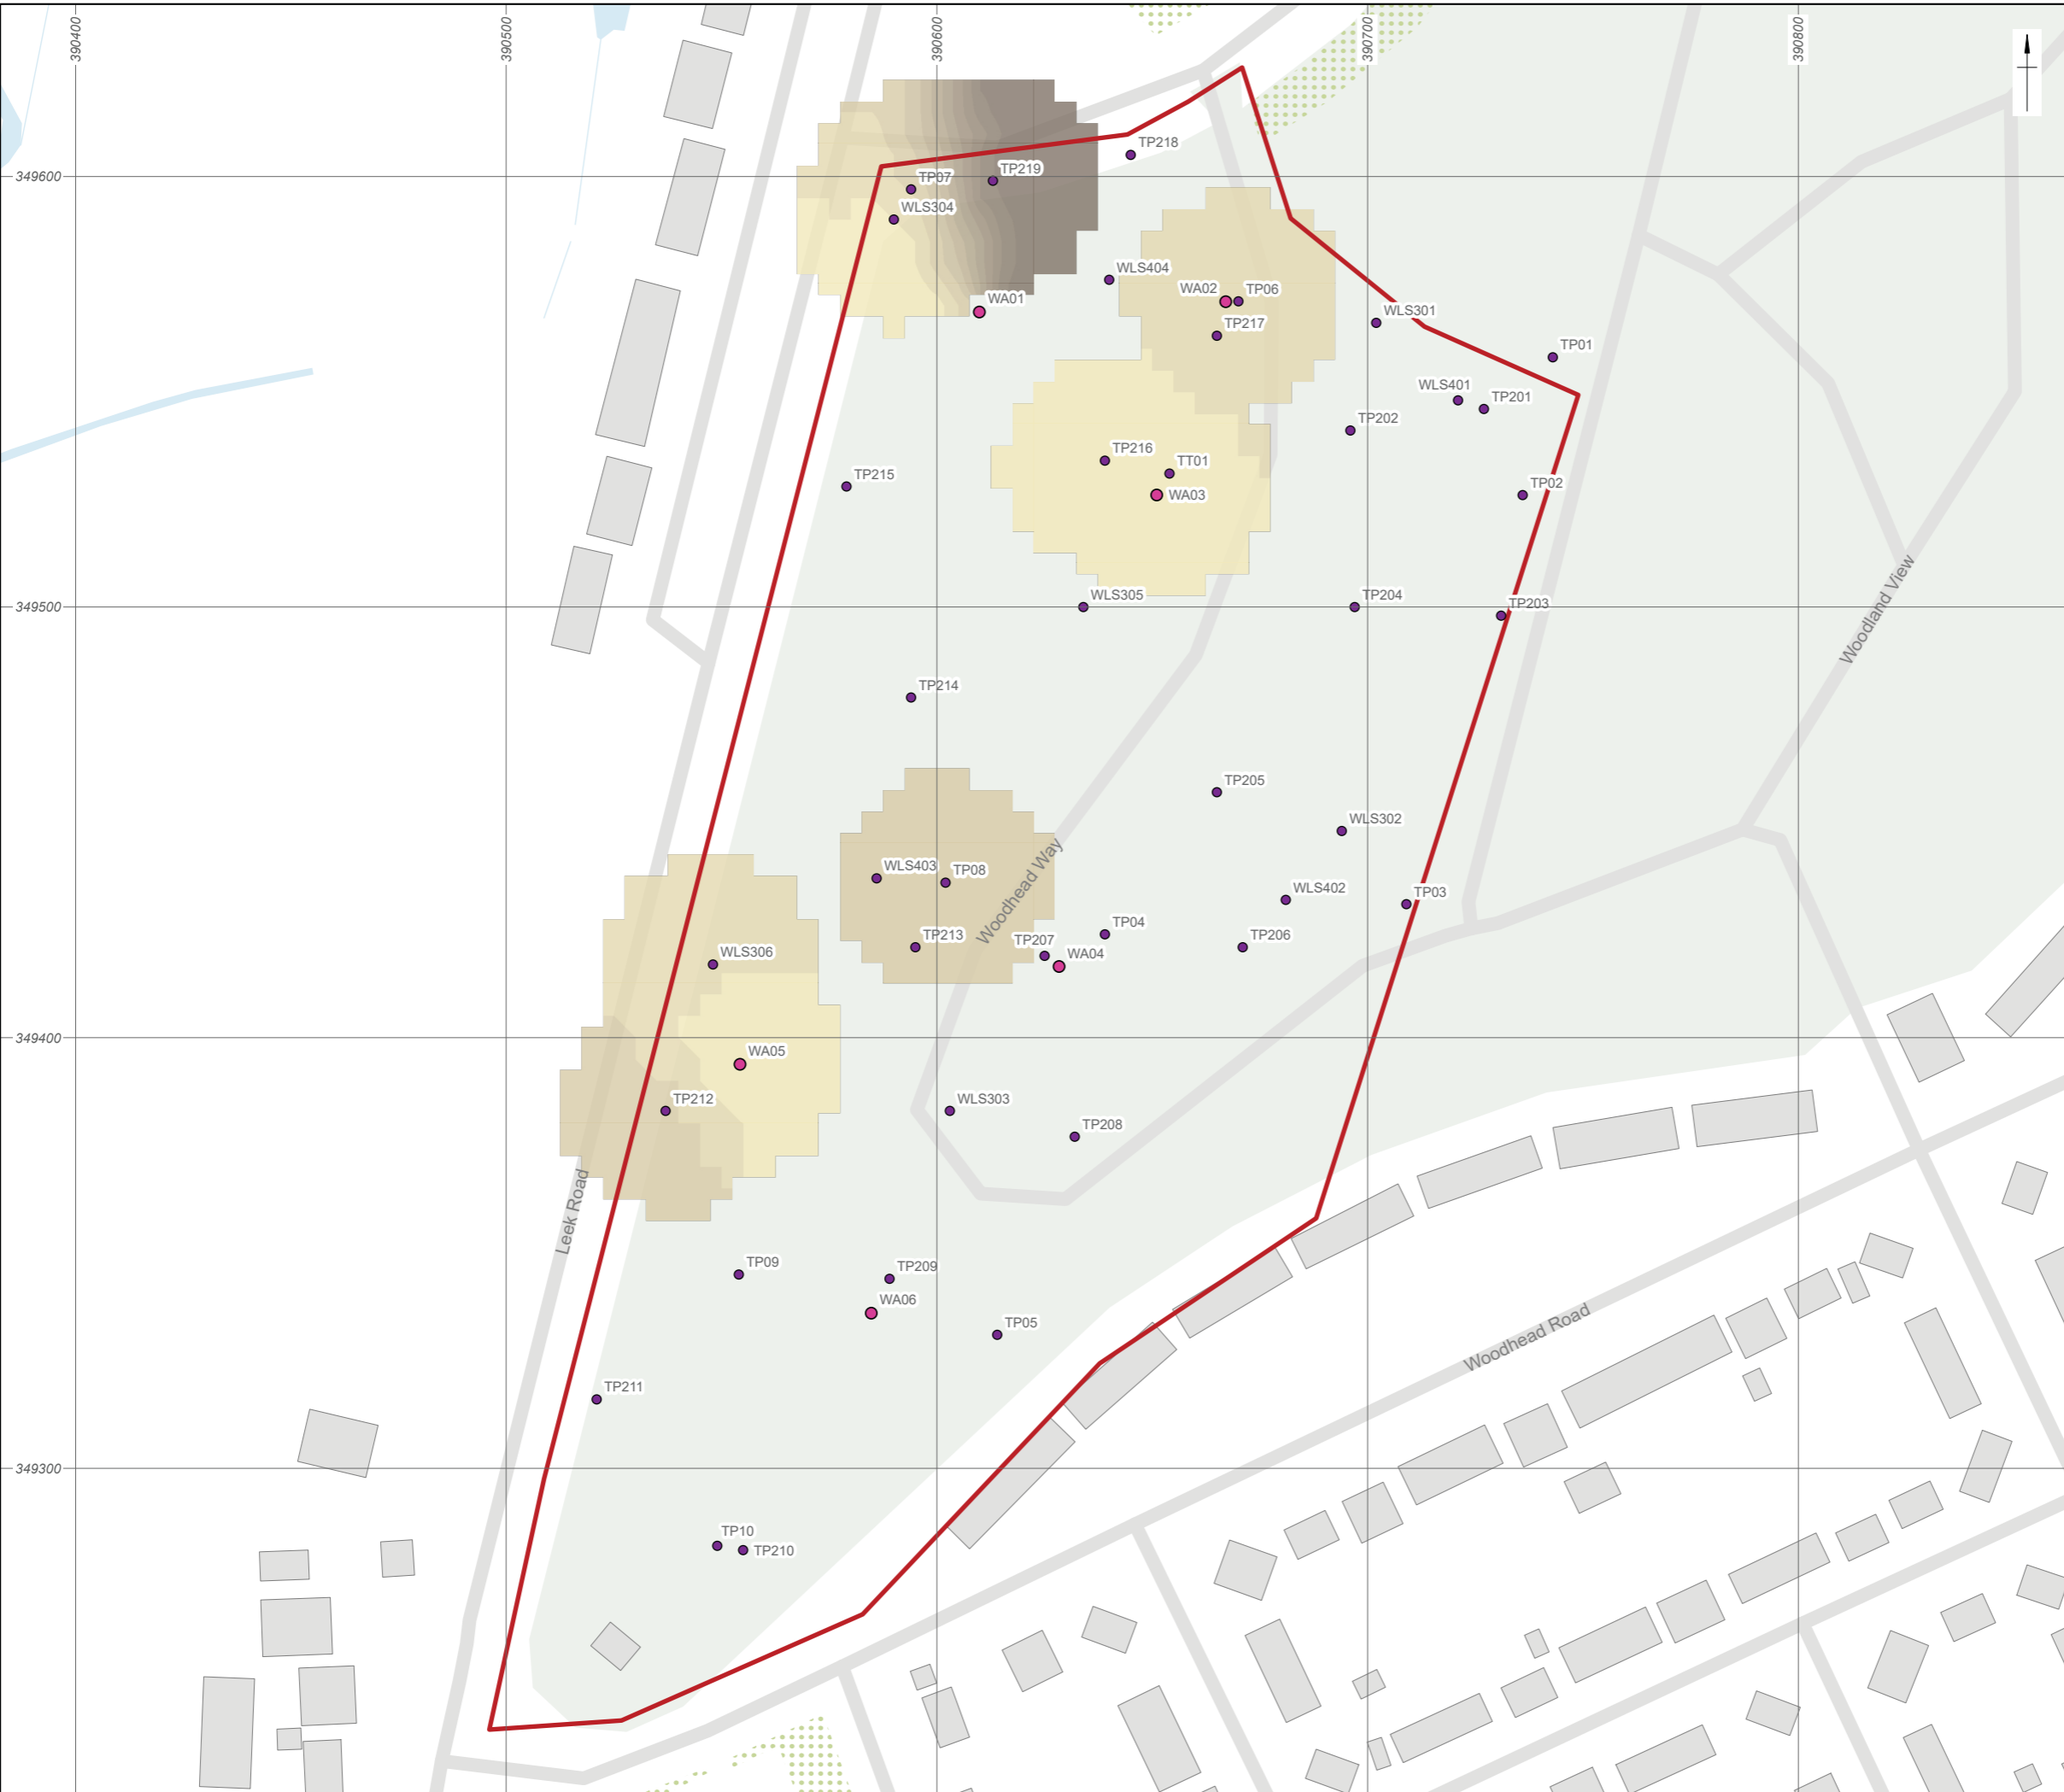 390400
390500
390600
390700
390800
349600
349500
349400
349300
TP218
TP219
TP07
WLS304
WLS404
WA01
WA02
TP06
TP217
WLS301
TP01
WLS401
TP201
TP202
TP216
TT01
WA03
TP215
TP02
WLS305
TP204
TP203
Woodland View
TP214
TP205
WLS302
WLS403
TP08
Woodhead Way
WLS402
TP03
TP213
TP207
TP04
WA04
TP206
WLS306
WA05
TP212
WLS303
TP208
Leek Road
TP09
TP209
WA06
TP05
Woodhead Road
TP211
TP10
TP210